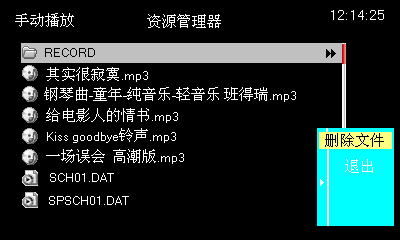 手动播放 资源管理器 12:14:25
RECORD
其实很寂寞.mp3
钢琴曲-童年-纯音乐-轻音乐 班得瑞.mp3
给电影人的情书.mp3
Kiss goodbye铃声.mp3
一场误会 高潮版.mp3
SCH01.DAT
SPSCH01.DAT
删除文件
退出